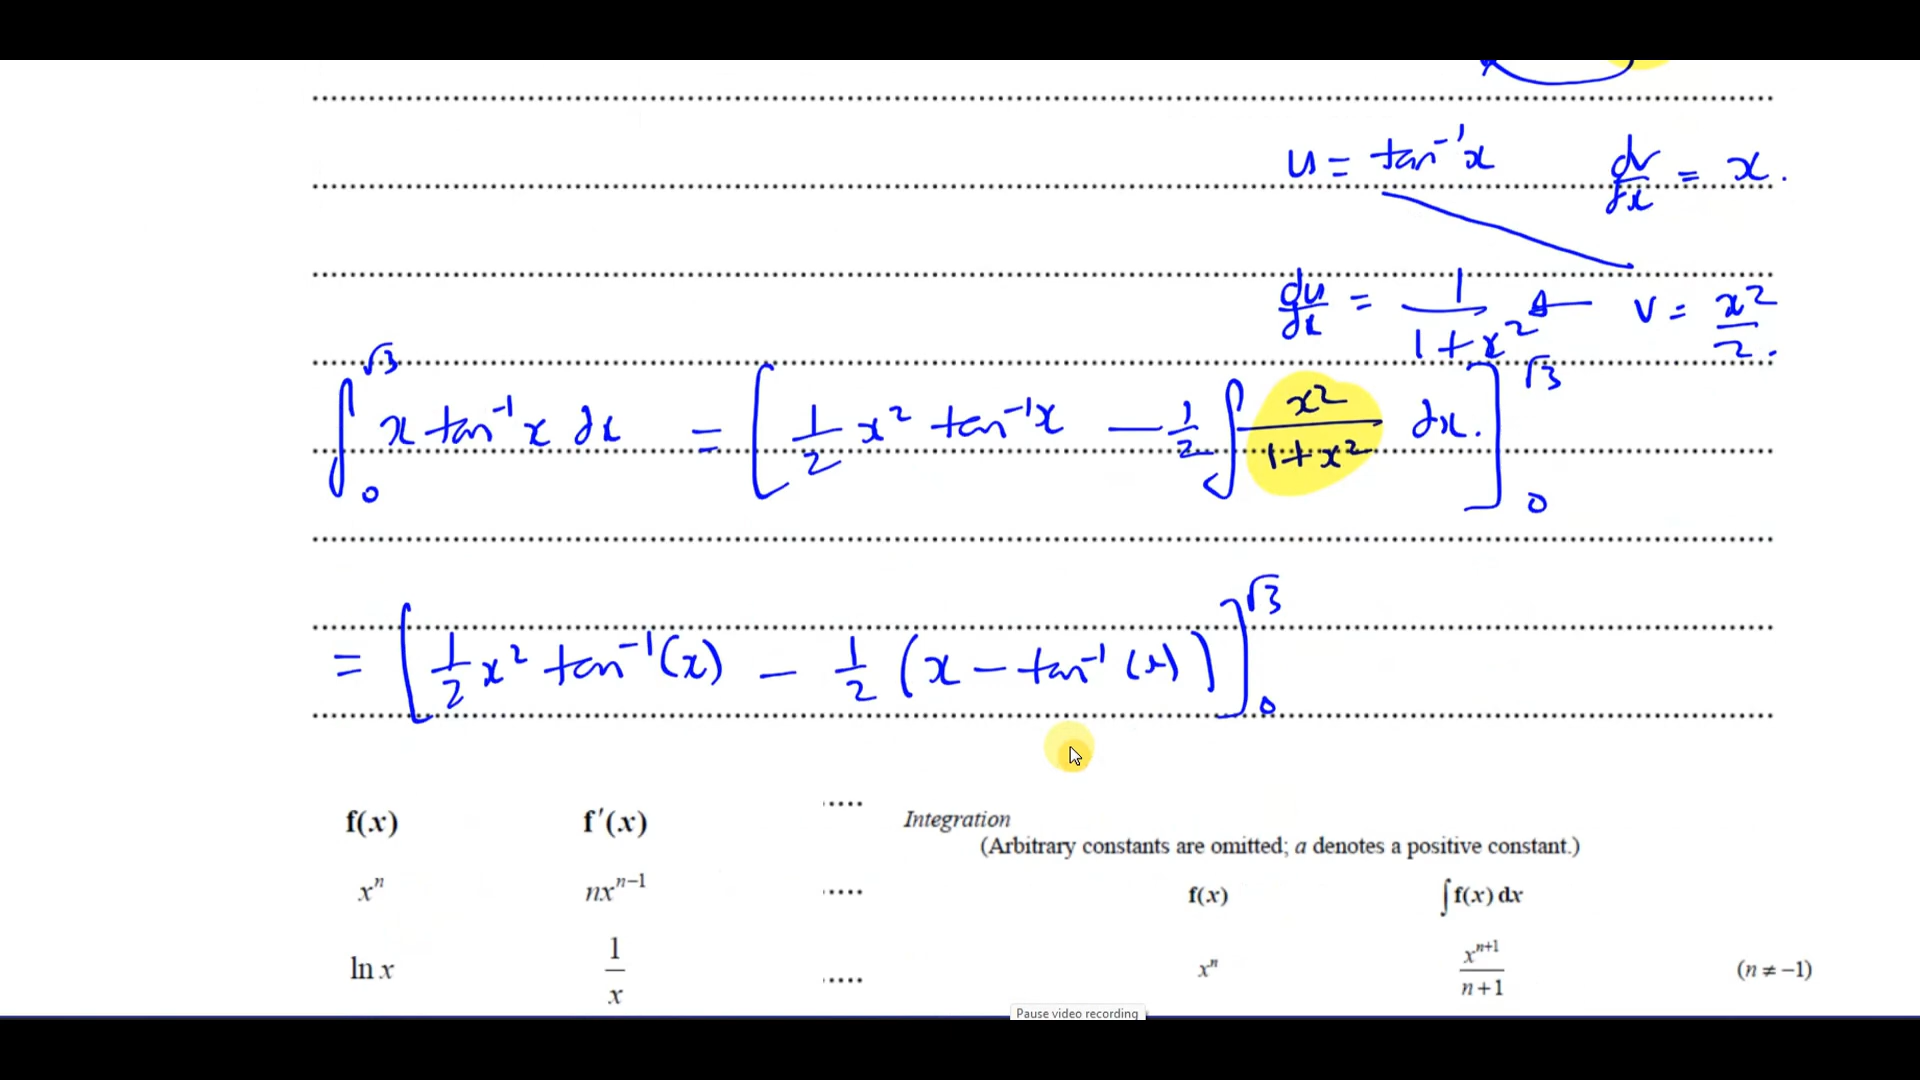 u = tan⁻¹x dv/dx = x.
du/dx = 1/(1+x²) v = x²/2.
∫₀^√3 x tan⁻¹x dx = [1/2 x² tan⁻¹x − 1/2 ∫ x²/(1+x²) dx.]₀^√3
= [1/2 x² tan⁻¹(x) − 1/2 (x − tan⁻¹(x))]₀^√3
f(x) f′(x) ..... Integration
(Arbitrary constants are omitted; a denotes a positive constant.)
xⁿ nxⁿ⁻¹ ..... f(x) ∫f(x) dx
ln x 1/x ..... xⁿ xⁿ⁺¹/(n+1) (n ≠ −1)
Pause video recording